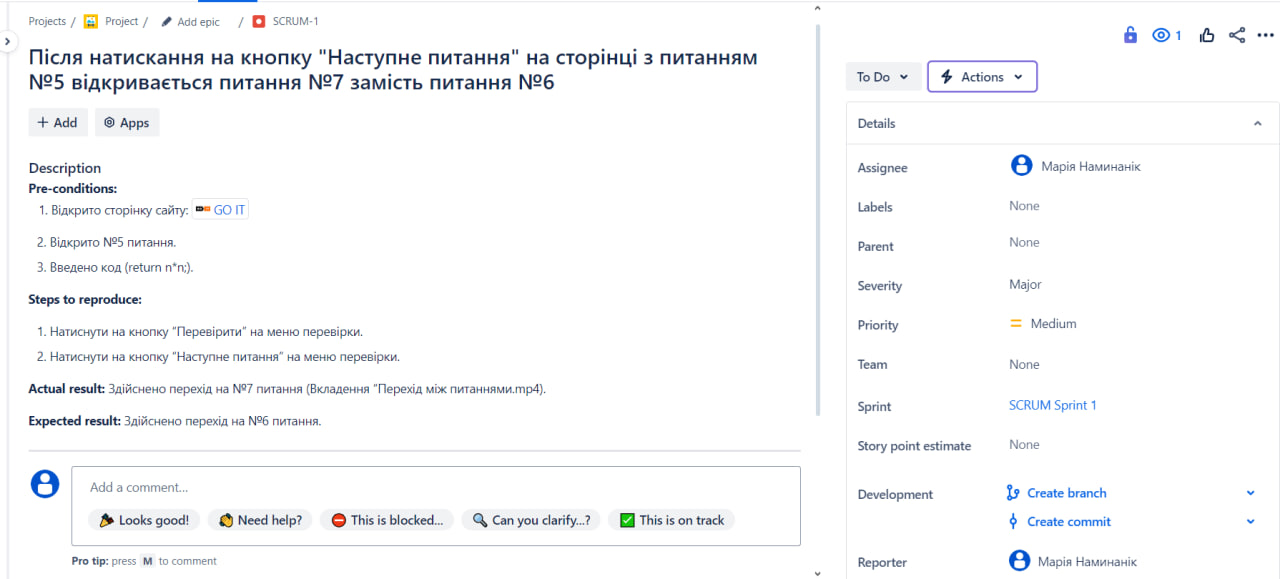 Projects / Project / Add epic / SCRUM-1
Після натискання на кнопку "Наступне питання" на сторінці з питанням
№5 відкривається питання №7 замість питання №6
Add Apps
Description
Pre-conditions:
1. Відкрито сторінку сайту: GO IT
2. Відкрито №5 питання.
3. Введено код (return n*n;).
Steps to reproduce:
1. Натиснути на кнопку “Перевірити” на меню перевірки.
2. Натиснути на кнопку “Наступне питання” на меню перевірки.
Actual result: Здійснено перехід на №7 питання (Вкладення “Перехід між питаннями.mp4).
Expected result: Здійснено перехід на №6 питання.
Add a comment...
Looks good! Need help? This is blocked... Can you clarify...? This is on track
Pro tip: press M to comment
1
To Do Actions
Details
Assignee Марія Наминанік
Labels None
Parent None
Severity Major
Priority Medium
Team None
Sprint SCRUM Sprint 1
Story point estimate None
Development Create branch
Create commit
Reporter Марія Наминанік